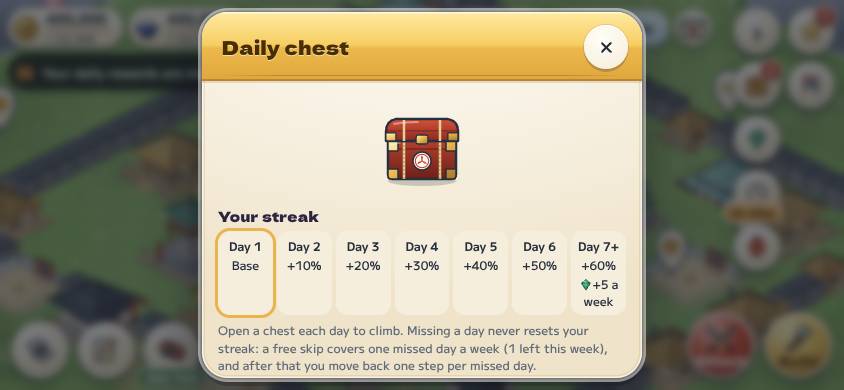 Daily chest
Your streak
Day 1 Day 2 Day 3 Day 4 Day 5 Day 6 Day 7+
Base +10% +20% +30% +40% +50% +60%
+5 a
week
Open a chest each day to climb. Missing a day never resets your
streak: a free skip covers one missed day a week (1 left this week),
and after that you move back one step per missed day.